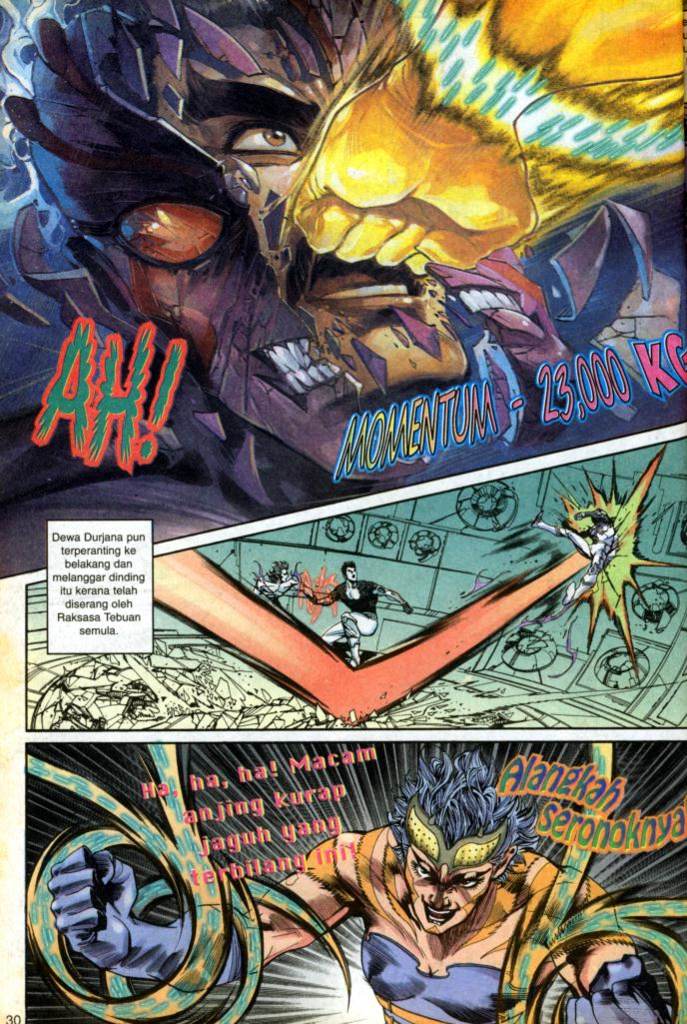 AH!
MOMENTUM - 23,000 KG
Dewa Durjana pun
terperanting ke
belakang dan
melanggar dinding
itu kerana telah
diserang oleh
Raksasa Tebuan
semula.
Ha, ha, ha! Macam
anjing kurap
jaguh yang
terbilang ini!
Alangkah
seronoknya
30